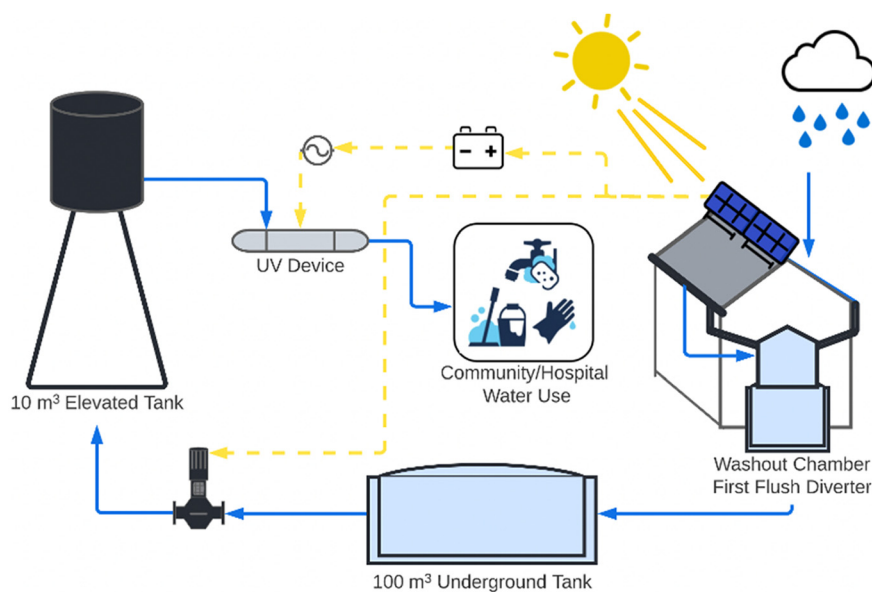 UV Device
10 m³ Elevated Tank
Community/Hospital
Water Use
Washout Chamber
First Flush Diverter
100 m³ Underground Tank